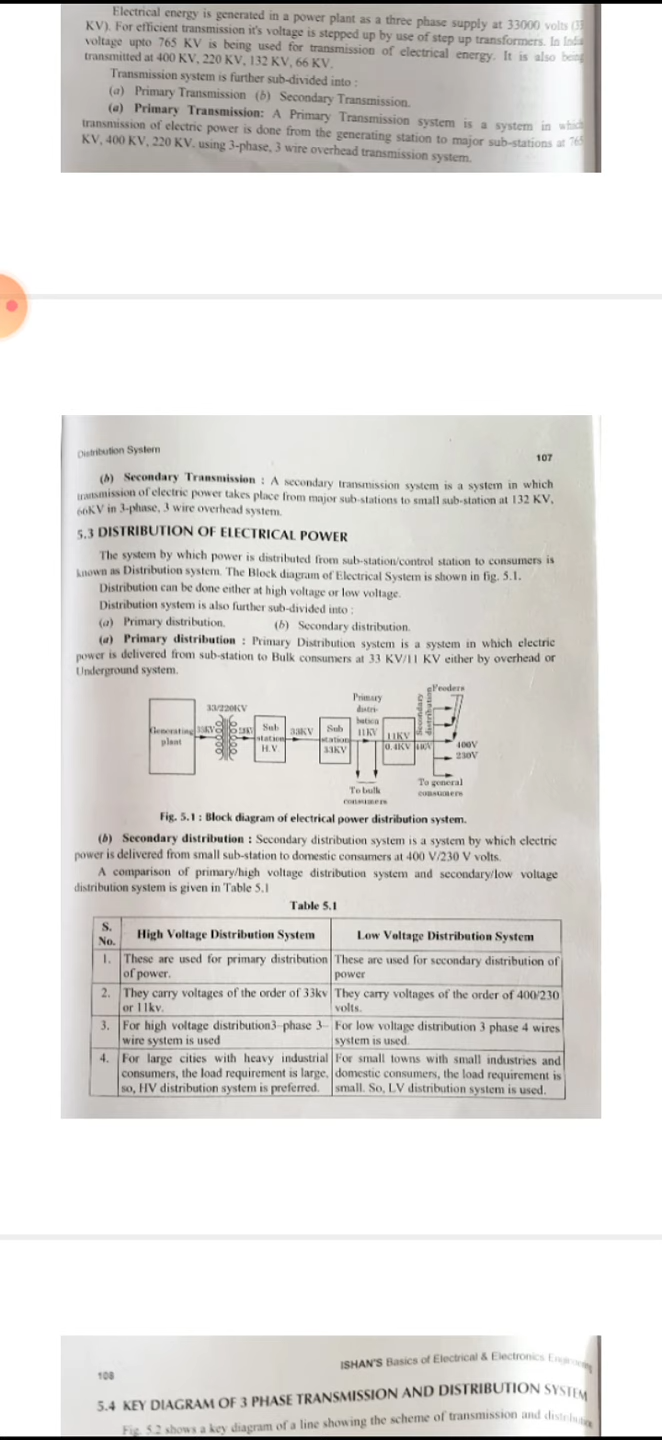 Electrical energy is generated in a power plant as a three phase supply at 33000 volts (33
KV). For efficient transmission it's voltage is stepped up by use of step up transformers. In India
voltage upto 765 KV is being used for transmission of electrical energy. It is also being
transmitted at 400 KV, 220 KV, 132 KV, 66 KV.
Transmission system is further sub-divided into :
(a) Primary Transmission (b) Secondary Transmission.
(a) Primary Transmission: A Primary Transmission system is a system in which
transmission of electric power is done from the generating station to major sub-stations at 765
KV, 400 KV, 220 KV, using 3-phase, 3 wire overhead transmission system.
Distribution System
107
(b) Secondary Transmission : A secondary transmission system is a system in which
transmission of electric power takes place from major sub-stations to small sub-station at 132 KV,
66KV in 3-phase, 3 wire overhead system.
5.3 DISTRIBUTION OF ELECTRICAL POWER
The system by which power is distributed from sub-station/control station to consumers is
known as Distribution system. The Block diagram of Electrical System is shown in fig. 5.1.
Distribution can be done either at high voltage or low voltage.
Distribution system is also further sub-divided into :
(a) Primary distribution. (b) Secondary distribution.
(a) Primary distribution : Primary Distribution system is a system in which electric
power is delivered from sub-station to Bulk consumers at 33 KV/11 KV either by overhead or
Underground system.
Generating
plant
33KV
33/220KV
Sub
station
H.V
33KV
Sub
station
33KV
Primary
distri-
bution
11KV
To bulk
consumers
11KV
0.4KV
Secondary
distribution
Feeders
400V
230V
To general
consumers
Fig. 5.1 : Block diagram of electrical power distribution system.
(b) Secondary distribution : Secondary distribution system is a system by which electric
power is delivered from small sub-station to domestic consumers at 400 V/230 V volts.
A comparison of primary/high voltage distribution system and secondary/low voltage
distribution system is given in Table 5.1
Table 5.1
S.
No.
High Voltage Distribution System
Low Voltage Distribution System
1. These are used for primary distribution
of power.
These are used for secondary distribution of
power
2. They carry voltages of the order of 33kv
or 11kv.
They carry voltages of the order of 400/230
volts.
3. For high voltage distribution3-phase 3-
wire system is used
For low voltage distribution 3 phase 4 wires
system is used.
4. For large cities with heavy industrial
consumers, the load requirement is large,
so, HV distribution system is preferred.
For small towns with small industries and
domestic consumers, the load requirement is
small. So, LV distribution system is used.
108
ISHAN'S Basics of Electrical & Electronics Engineering
5.4 KEY DIAGRAM OF 3 PHASE TRANSMISSION AND DISTRIBUTION SYSTEM
Fig. 5.2 shows a key diagram of a line showing the scheme of transmission and distribution